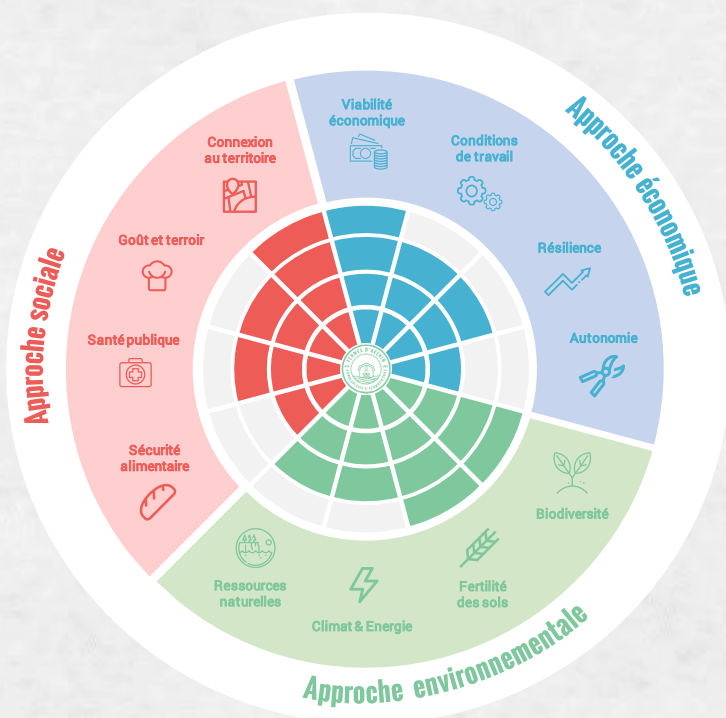 Approche économique
Viabilité
économique
Conditions
de travail
Résilience
Autonomie
Approche environnementale
Biodiversité
Fertilité
des sols
Climat & Energie
Ressources
naturelles
Approche sociale
Sécurité
alimentaire
Santé publique
Goût et terroir
Connexion
au territoire